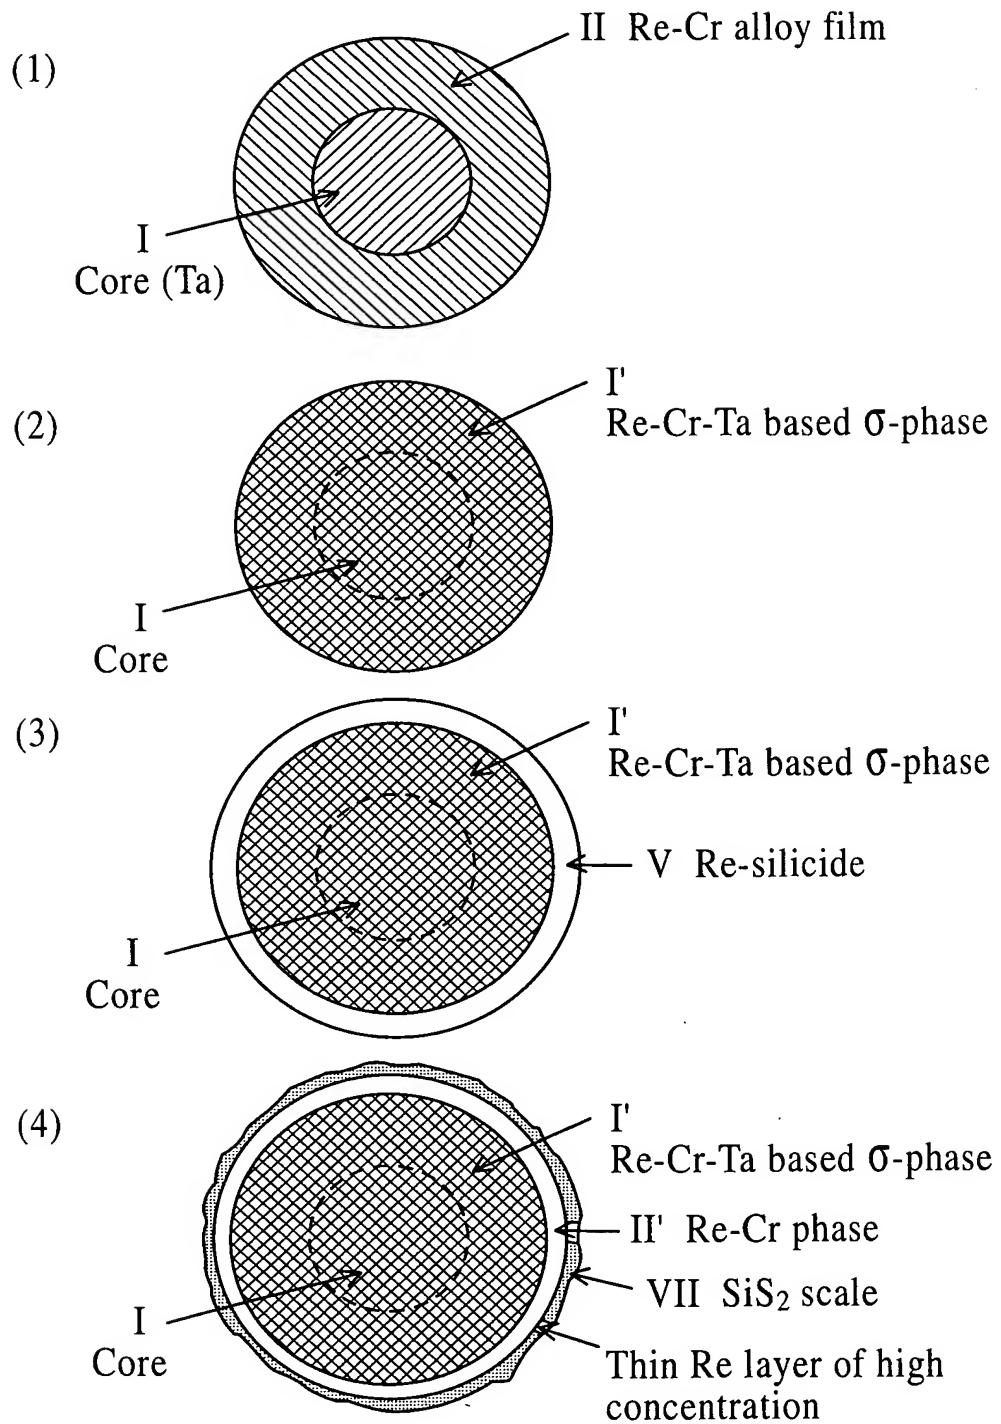 (1)
II Re-Cr alloy film
I
Core (Ta)
(2)
I'
Re-Cr-Ta based σ-phase
I
Core
(3)
I'
Re-Cr-Ta based σ-phase
V Re-silicide
I
Core
(4)
I'
Re-Cr-Ta based σ-phase
II' Re-Cr phase
VII SiS₂ scale
I
Core
Thin Re layer of high
concentration